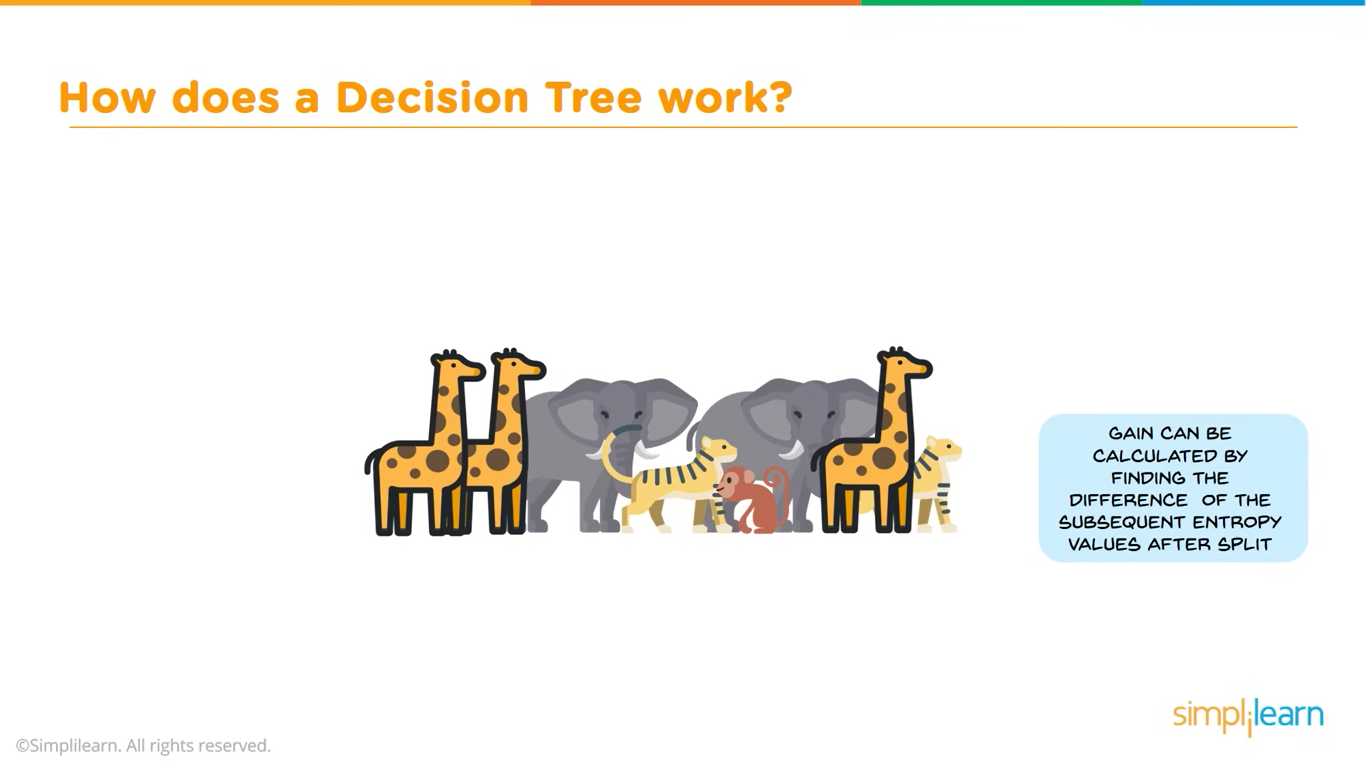 How does a Decision Tree work?
GAIN CAN BE
CALCULATED BY
FINDING THE
DIFFERENCE OF THE
SUBSEQUENT ENTROPY
VALUES AFTER SPLIT
simplilearn
©Simplilearn. All rights reserved.